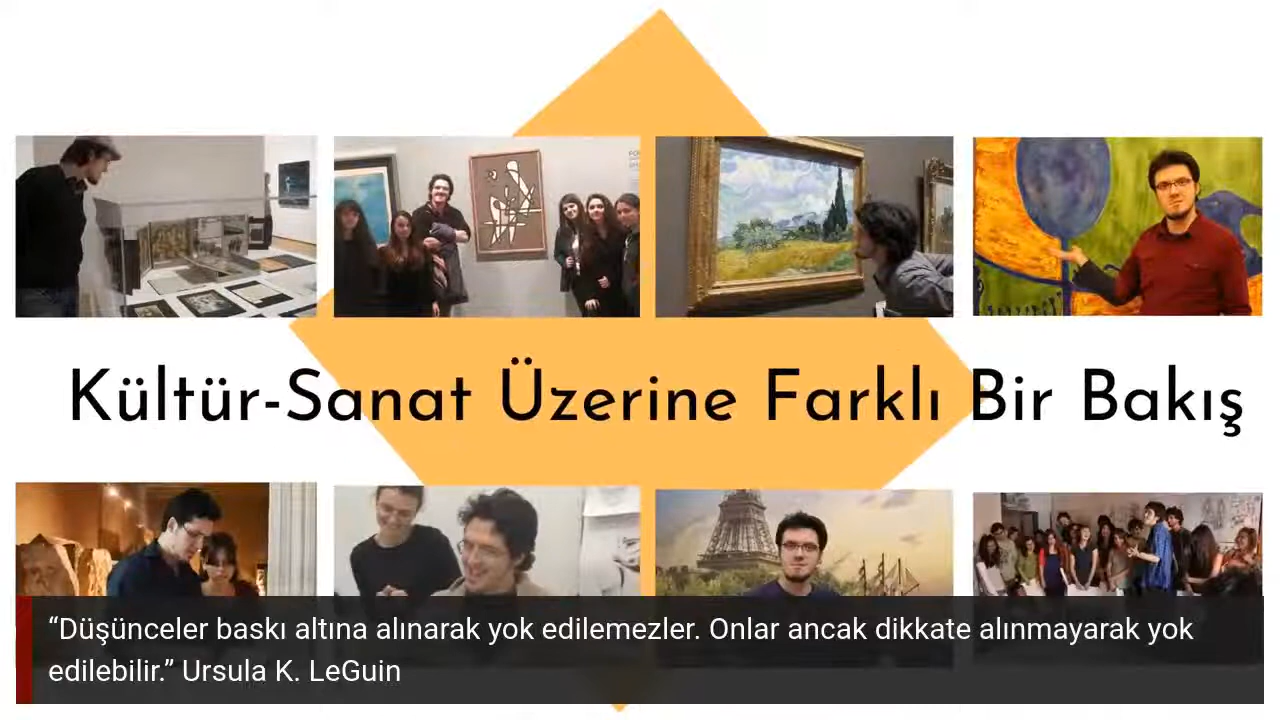 Kültür-Sanat Üzerine Farklı Bir Bakış
“Düşünceler baskı altına alınarak yok edilemezler. Onlar ancak dikkate alınmayarak yok
edilebilir.” Ursula K. LeGuin